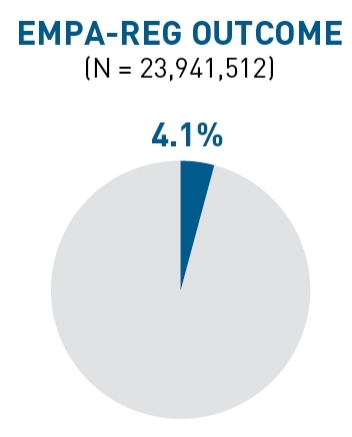 EMPA-REG OUTCOME
(N = 23,941,512)
4.1%